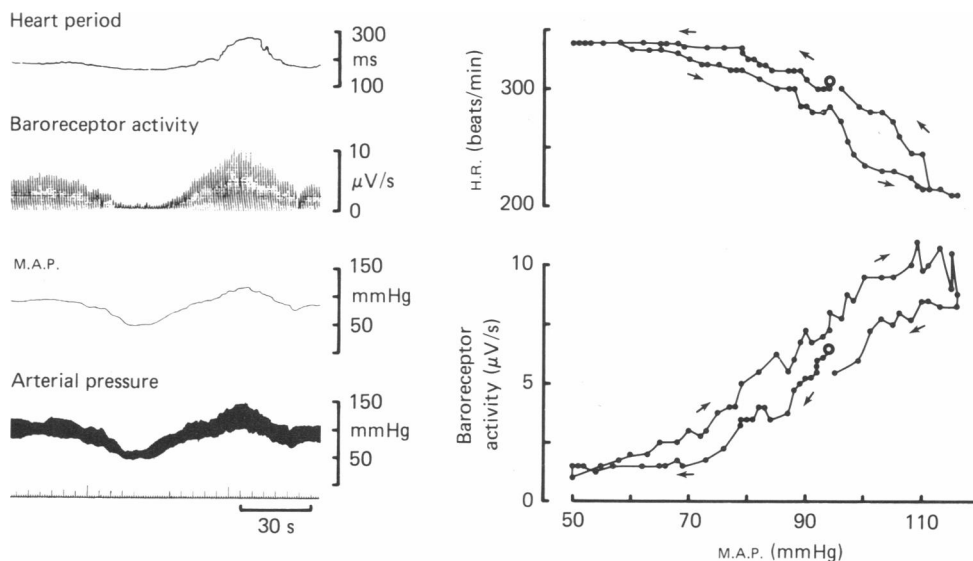 Heart period
300
ms
100
Baroreceptor activity
10
µV/s
0
M.A.P.
150
mmHg
50
Arterial pressure
150
mmHg
50
30 s
H.R. (beats/min)
300
200
Baroreceptor
activity (µV/s)
10
5
0
50
70
90
110
M.A.P. (mmHg)